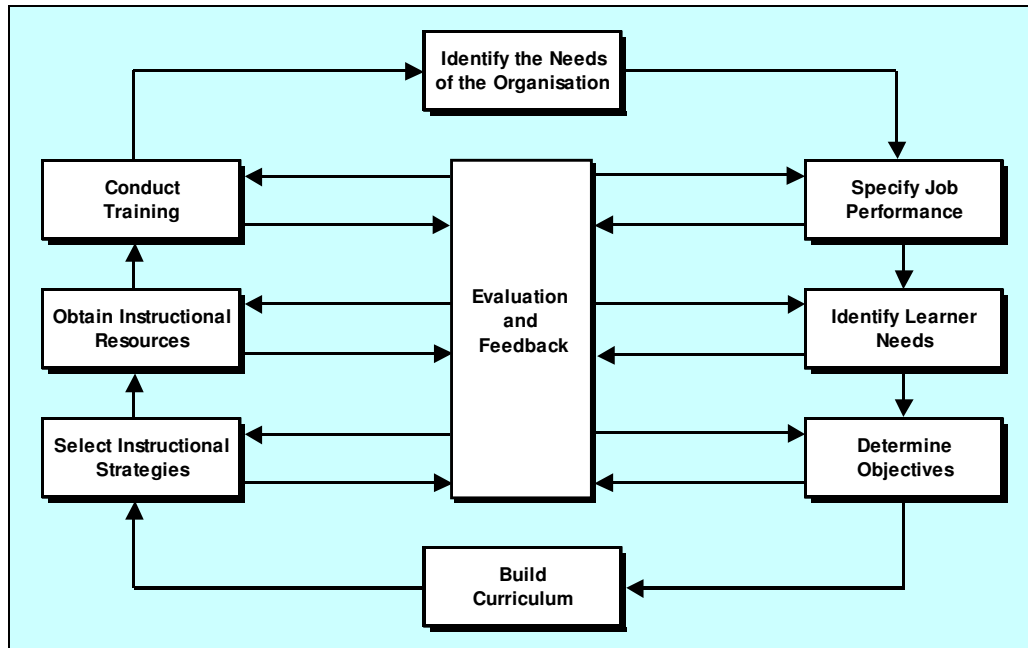 Identify the Needs
of the Organisation
Conduct
Training
Specify Job
Performance
Obtain Instructional
Resources
Evaluation
and
Feedback
Identify Learner
Needs
Select Instructional
Strategies
Determine
Objectives
Build
Curriculum